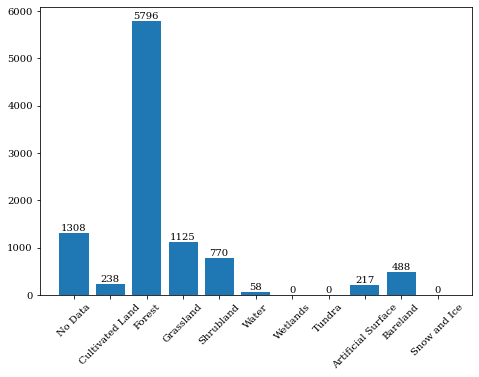 6000
5000
4000
3000
2000
1000
0
1308
238
5796
1125
770
58
0
0
217
488
0
No Data
Cultivated Land
Forest
Grassland
Shrubland
Water
Wetlands
Tundra
Artificial Surface
Bareland
Snow and Ice